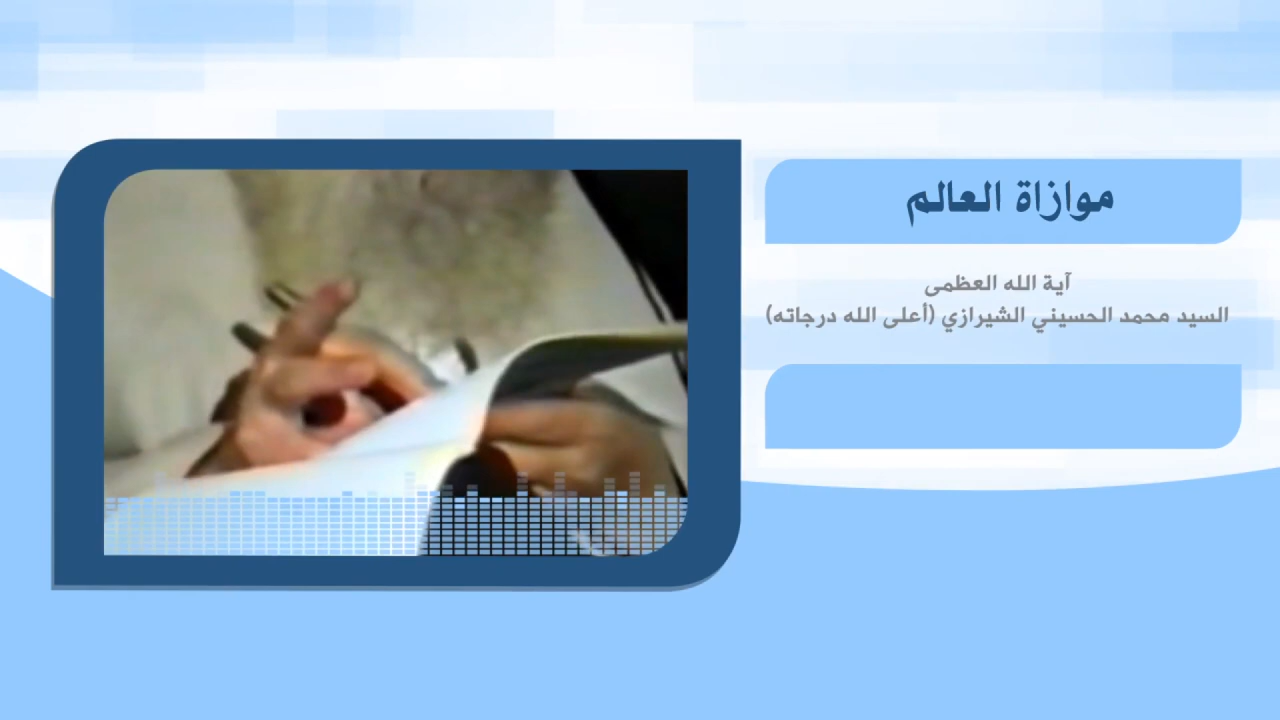 موازاة العالم
آية الله العظمى
السيد محمد الحسيني الشيرازي (أعلى الله درجاته)